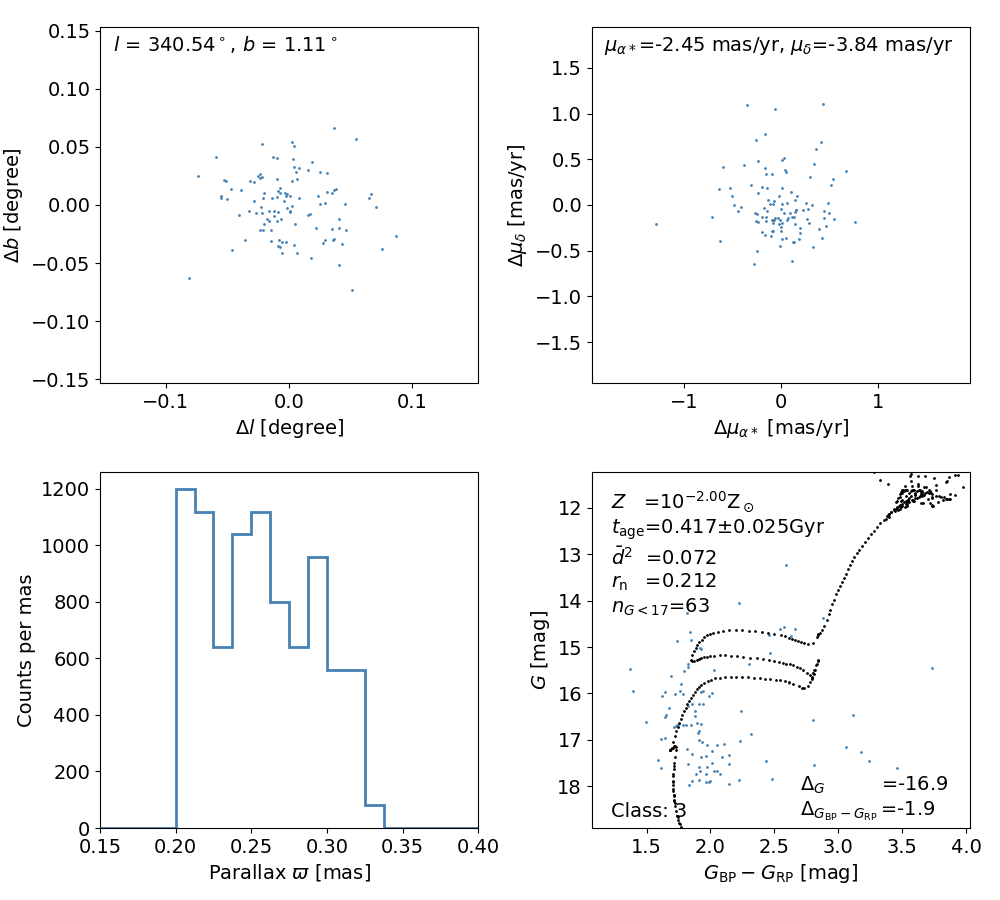 l = 340.54°, b = 1.11°
0.15
0.10
0.05
0.00
−0.05
−0.10
−0.15
Δb [degree]
−0.1
0.0
0.1
Δl [degree]
μα∗=-2.45 mas/yr, μδ=-3.84 mas/yr
1.5
1.0
0.5
0.0
−0.5
−1.0
−1.5
Δμδ [mas/yr]
−1
0
1
Δμα∗ [mas/yr]
1200
1000
800
600
400
200
0
Counts per mas
0.15
0.20
0.25
0.30
0.35
0.40
Parallax ϖ [mas]
Z =10^−2.00Z⊙
tage=0.417±0.025Gyr
d̄² =0.072
rn =0.212
nG<17=63
12
13
14
15
16
17
18
G [mag]
ΔG =-16.9
ΔGBP−GRP=-1.9
Class: 3
1.5
2.0
2.5
3.0
3.5
4.0
GBP − GRP [mag]